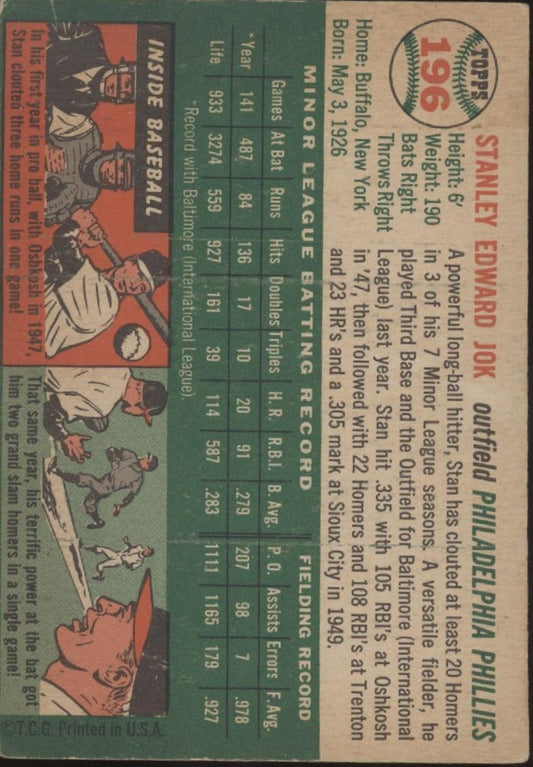 TOPPS
196
STANLEY EDWARD JOK outfield PHILADELPHIA PHILLIES
Height: 6'
Weight: 190
Bats Right
Throws Right
Home: Buffalo, New York
Born: May 3, 1926
A powerful long-ball hitter, Stan has clouted at least 20 Homers
in 3 of his 7 Minor League seasons. A versatile fielder, he
played Third Base and the Outfield for Baltimore (International
League) last year. Stan hit .335 with 105 RBI's at Oshkosh
in '47, then followed with 22 Homers and 108 RBI's at Trenton
and 23 HR's and a .305 mark at Sioux City in 1949.
MINOR LEAGUE BATTING RECORD FIELDING RECORD
Games At Bat Runs Hits Doubles Triples H. R. R.B.I. B. Avg. P. O. Assists Errors F. Avg.
*Year 141 487 84 136 17 10 20 91 .279 207 98 7 .978
Life 933 3274 559 927 161 39 114 587 .283 1111 1165 179 .927
*Record with Baltimore (International League).
INSIDE BASEBALL
In his first year in pro ball, with Oshkosh in 1947,
Stan clouted three home runs in one game!
That same year, his terrific power at the bat got
him two grand slam homers in a single game!
©T.C.G. Printed in U.S.A.